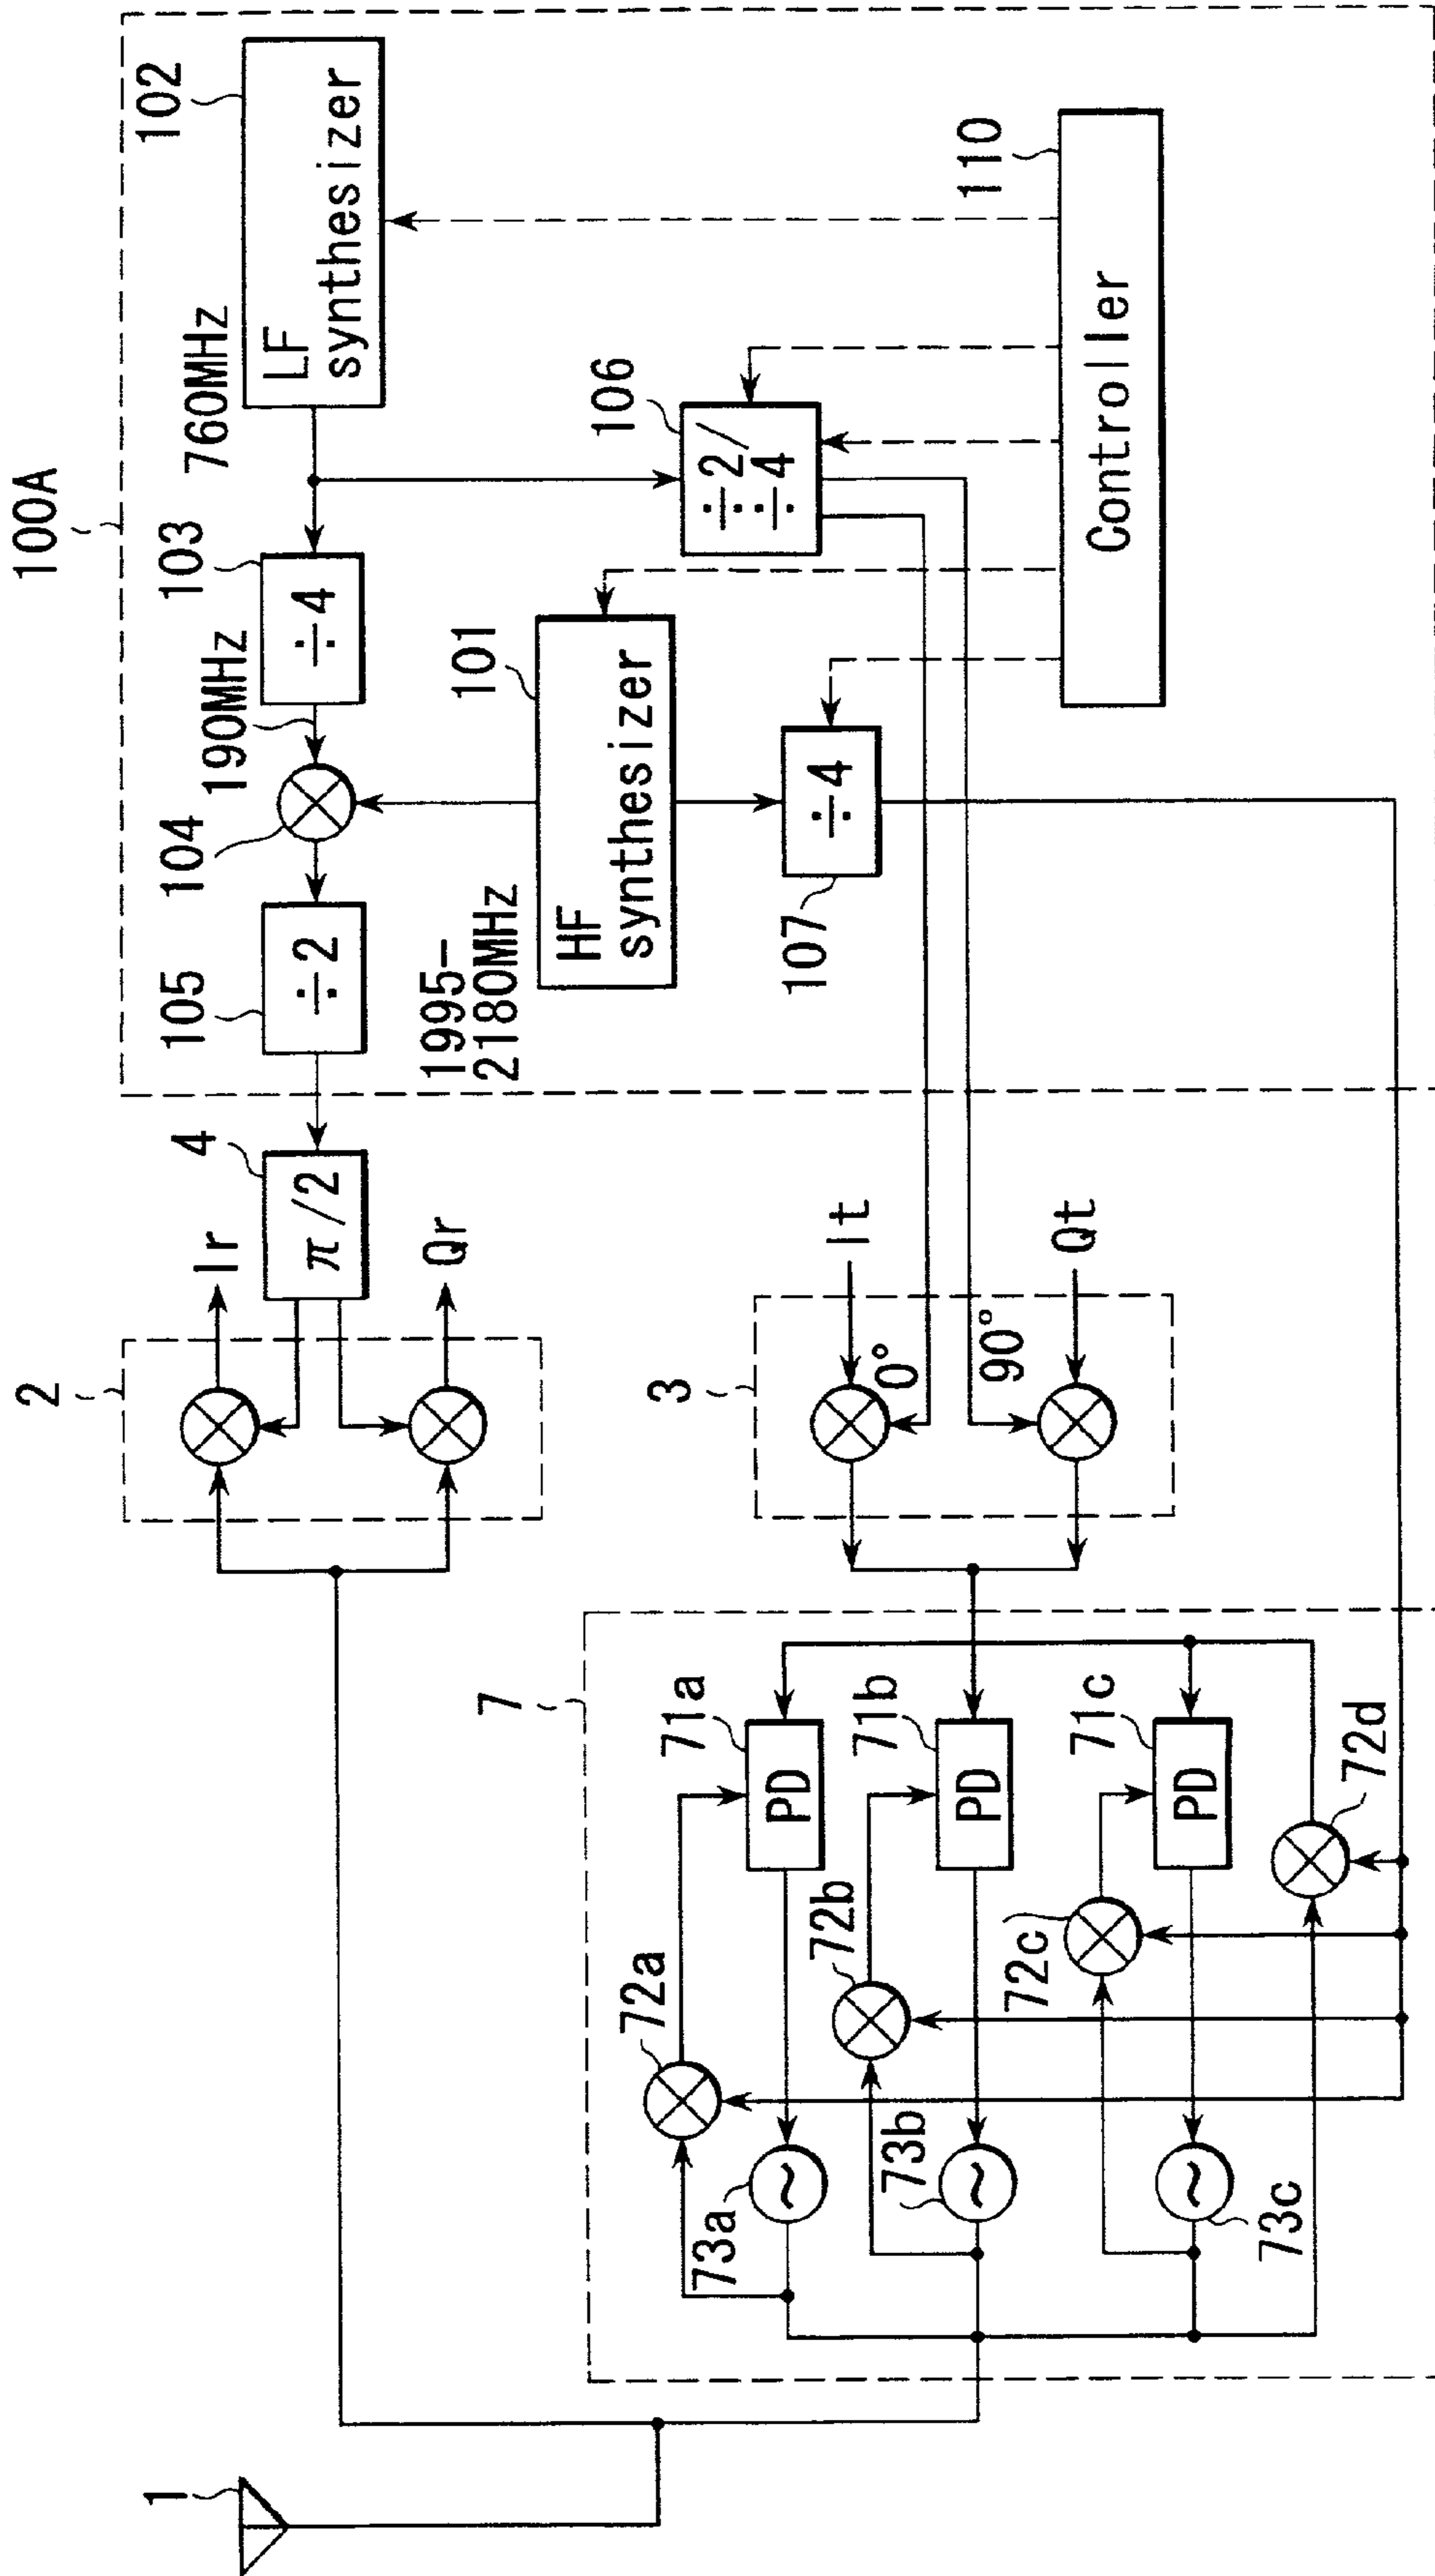 100A
102
LF
synthesizer
760MHz
103
÷4
190MHz
104
105
÷2
101
HF
synthesizer
1995-
2180MHz
106
÷2/
÷4
107
÷4
110
Controller
4
π/2
2
Ir
Qr
3
It
0°
90°
Qt
7
71a
PD
71b
PD
71c
PD
72a
72b
72c
72d
73a
73b
73c
1